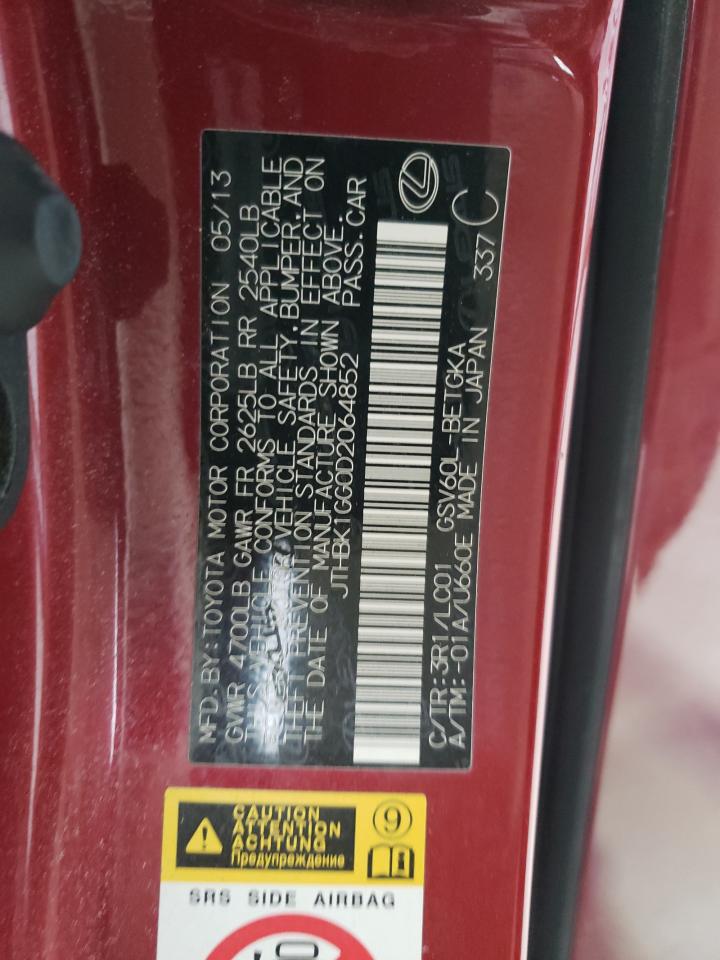 MFD. BY: TOYOTA MOTOR CORPORATION 05/13
GVWR 4700LB GAWR FR 2625LB RR 2540LB
THIS VEHICLE CONFORMS TO ALL APPLICABLE
VEHICLE SAFETY, BUMPER, AND
THEFT PREVENTION STANDARDS IN EFFECT ON
THE DATE OF MANUFACTURE SHOWN ABOVE.
JTHBK1GG0D2064852 PASS.CAR
C/TR:3R1/LC01 GSV60L-BETGKA
A/TM:-01A/U660E MADE IN JAPAN 337 C
CAUTION
ATTENTION
ACHTUNG
Предупреждение
9
SRS SIDE AIRBAG